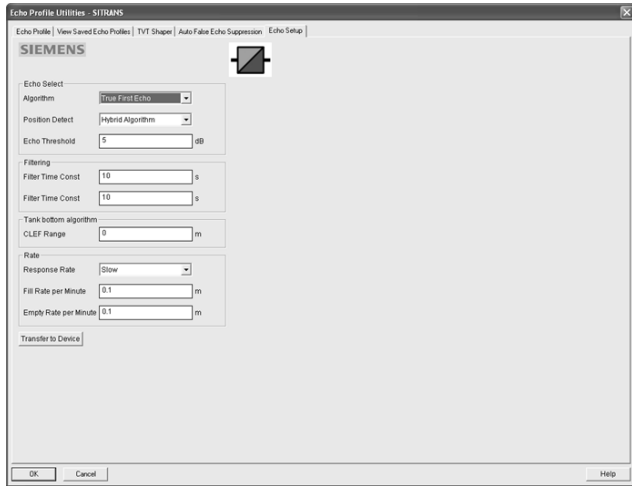 Echo Profile Utilities - SITRANS
Echo Profile View Saved Echo Profiles TVT Shaper Auto False Echo Suppression Echo Setup
SIEMENS
Echo Select
Algorithm True First Echo
Position Detect Hybrid Algorithm
Echo Threshold 5 dB
Filtering
Filter Time Const 10 s
Filter Time Const 10 s
Tank bottom algorithm
CLEF Range 0 m
Rate
Response Rate Slow
Fill Rate per Minute 0.1 m
Empty Rate per Minute 0.1 m
Transfer to Device
OK Cancel Help